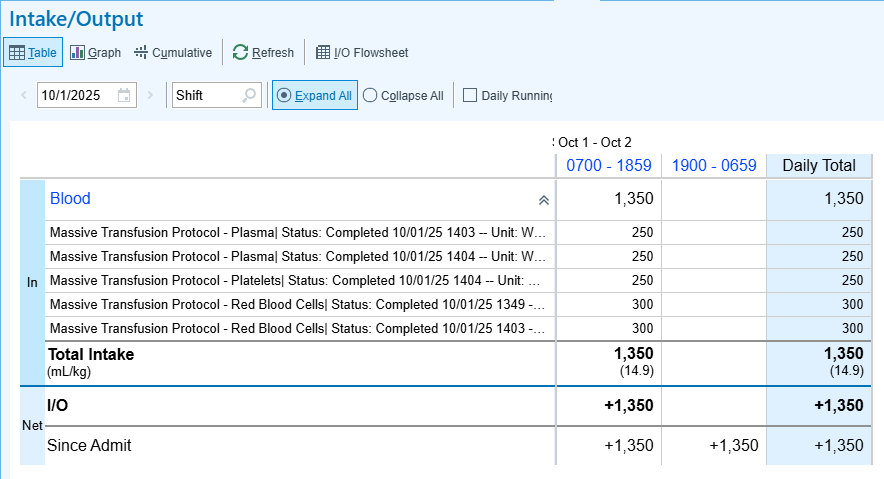 Intake/Output
Table Graph Cumulative Refresh I/O Flowsheet
10/1/2025 Shift Expand All Collapse All Daily Running
Oct 1 - Oct 2
0700 - 1859 1900 - 0659 Daily Total
Blood 1,350 1,350
Massive Transfusion Protocol - Plasma| Status: Completed 10/01/25 1403 -- Unit: W... 250 250
Massive Transfusion Protocol - Plasma| Status: Completed 10/01/25 1404 -- Unit: W... 250 250
In Massive Transfusion Protocol - Platelets| Status: Completed 10/01/25 1404 -- Unit: ... 250 250
Massive Transfusion Protocol - Red Blood Cells| Status: Completed 10/01/25 1349 -... 300 300
Massive Transfusion Protocol - Red Blood Cells| Status: Completed 10/01/25 1403 -... 300 300
Total Intake 1,350 1,350
(mL/kg) (14.9) (14.9)
I/O +1,350 +1,350
Net
Since Admit +1,350 +1,350 +1,350